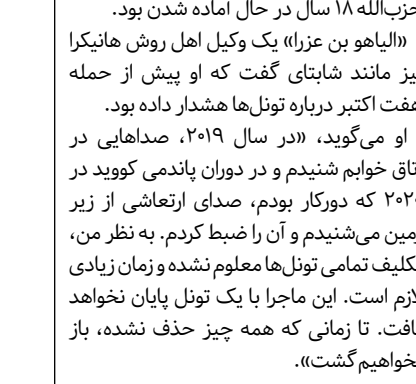 حزب‌الله ۱۸ سال در حال آماده شدن بود.
«الیاهو بن عزرا» یک وکیل اهل روش هانیکرا
یز مانند شابتای گفت که او پیش از حمله
هفت اکتبر درباره تونل‌ها هشدار داده بود.
او می‌گوید، «در سال ۲۰۱۹، صداهایی در
تاق خوابم شنیدم و در دوران پاندمی کووید در
۲۰۲۰ که دورکار بودم، صدای ارتعاشی از زیر
زمین می‌شنیدم و آن را ضبط کردم. به نظر من،
تکلیف تمامی تونل‌ها معلوم نشده و زمان زیادی
لازم است. این ماجرا با یک تونل پایان نخواهد
یافت. تا زمانی که همه چیز حذف نشده، باز
نخواهیم گشت».